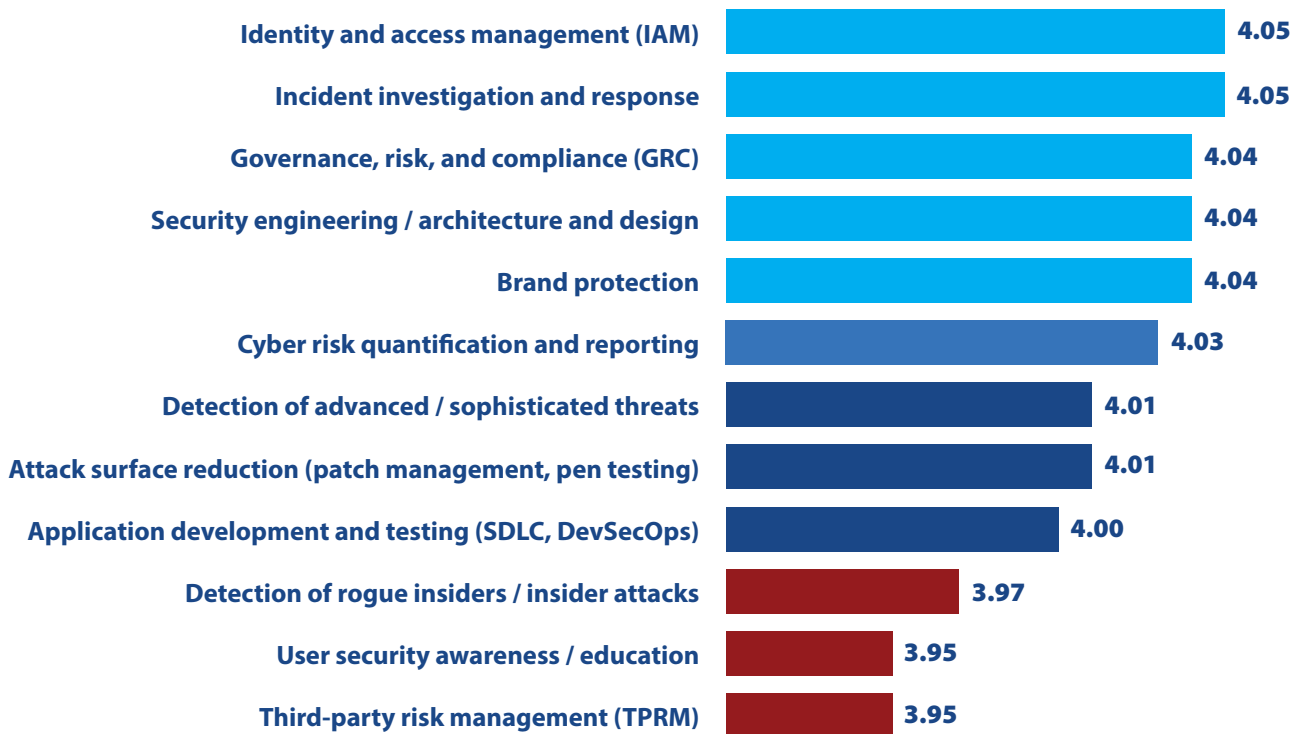 Identity and access management (IAM) 4.05
Incident investigation and response 4.05
Governance, risk, and compliance (GRC) 4.04
Security engineering / architecture and design 4.04
Brand protection 4.04
Cyber risk quantification and reporting 4.03
Detection of advanced / sophisticated threats 4.01
Attack surface reduction (patch management, pen testing) 4.01
Application development and testing (SDLC, DevSecOps) 4.00
Detection of rogue insiders / insider attacks 3.97
User security awareness / education 3.95
Third-party risk management (TPRM) 3.95